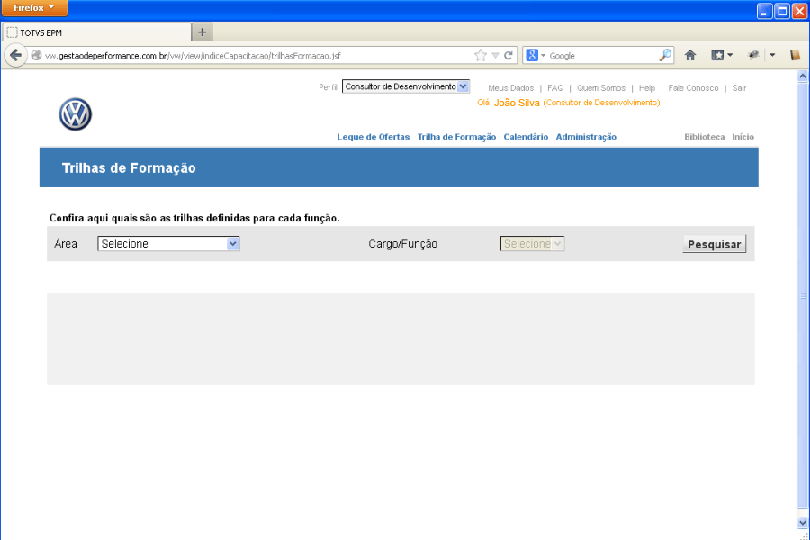 Firefox
TOTVS EPM
vw.gestaodeperformance.com.br/vw/view/indiceCapacitacao/trilhasFormacao.jsf
Google
Perfil Consultor de Desenvolvimento Meus Dados | FAQ | Quem Somos | Help Fale Conosco | Sair
Olá João Silva (Consultor de Desenvolvimento)
Leque de Ofertas Trilha de Formação Calendário Administração Biblioteca Início
Trilhas de Formação
Confira aqui quais são as trilhas definidas para cada função.
Área Selecione Cargo/Função Selecione Pesquisar